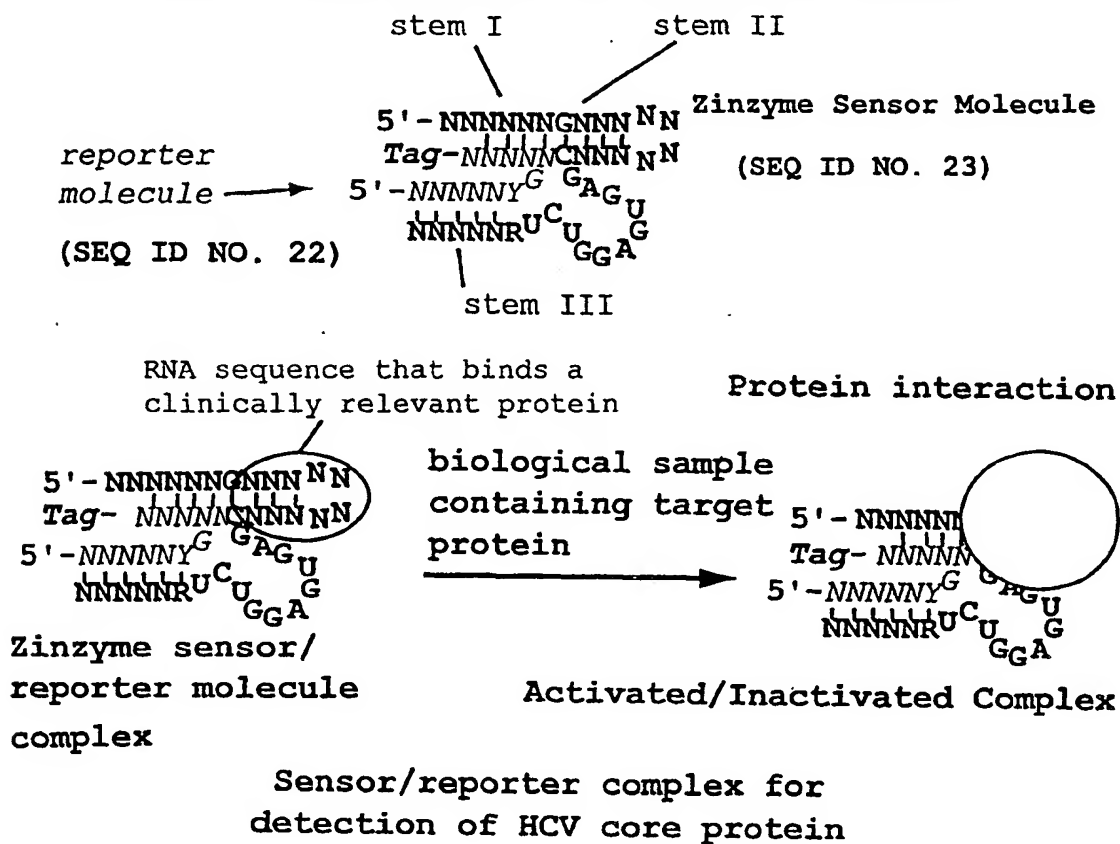 stem I stem II
5'-NNNNNNGNNN N N Zinzyme Sensor Molecule
Tag-NNNNNCNNN N N
reporter
molecule
5'-NNNNNY G G A G U G A G G U C U
NNNNNR
(SEQ ID NO. 23)
(SEQ ID NO. 22)
stem III
RNA sequence that binds a
clinically relevant protein
Protein interaction
5'-NNNNNNGNNN N N
Tag- NNNNNCNNN N N
5'-NNNNNY G G A G U G A G G U C U
NNNNNR
biological sample
containing target
protein
5'-NNNNN
Tag- NNNNN
5'-NNNNNY G G A G U G A G G U C U
NNNNNR
Zinzyme sensor/
reporter molecule
complex
Activated/Inactivated Complex
Sensor/reporter complex for
detection of HCV core protein